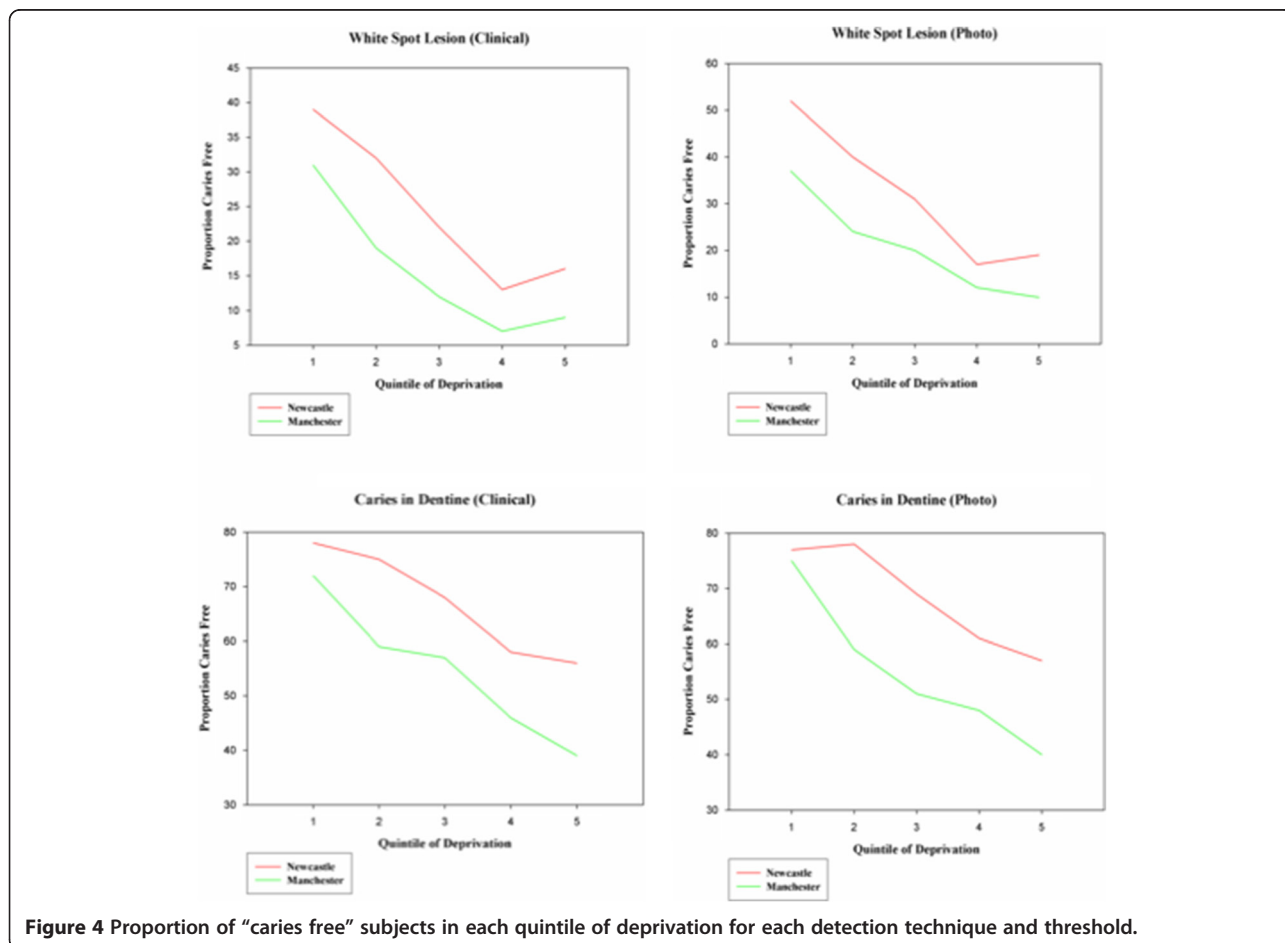 White Spot Lesion (Clinical)
45
40
35
30
25
20
15
10
5
Proportion Caries Free
1 2 3 4 5
Quintile of Deprivation
Newcastle
Manchester
White Spot Lesion (Photo)
60
50
40
30
20
10
0
Proportion Caries Free
1 2 3 4 5
Quintile of Deprivation
Newcastle
Manchester
Caries in Dentine (Clinical)
80
70
60
50
40
30
Proportion Caries Free
1 2 3 4 5
Quintile of Deprivation
Newcastle
Manchester
Caries in Dentine (Photo)
80
70
60
50
40
30
Proportion Caries Free
1 2 3 4 5
Quintile of Deprivation
Newcastle
Manchester
Figure 4 Proportion of “caries free” subjects in each quintile of deprivation for each detection technique and threshold.